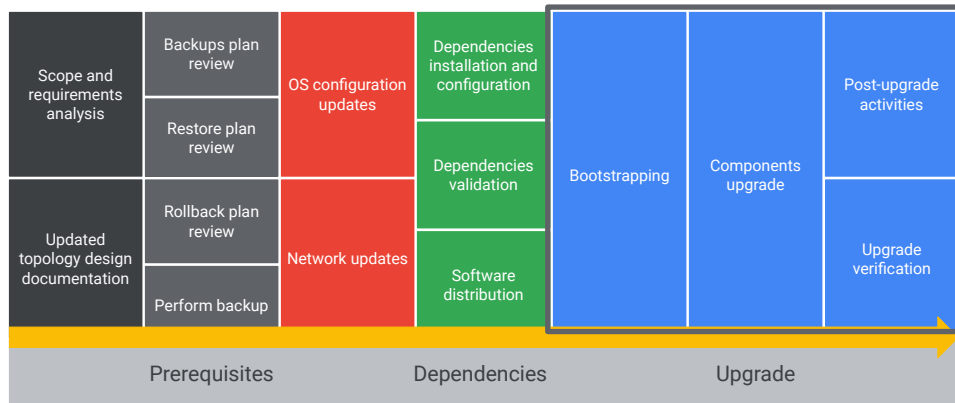 Scope and
requirements
analysis
Updated
topology design
documentation
Backups plan
review
Restore plan
review
Rollback plan
review
Perform backup
OS configuration
updates
Network updates
Dependencies
installation and
configuration
Dependencies
validation
Software
distribution
Bootstrapping
Components
upgrade
Post-upgrade
activities
Upgrade
verification
Prerequisites
Dependencies
Upgrade